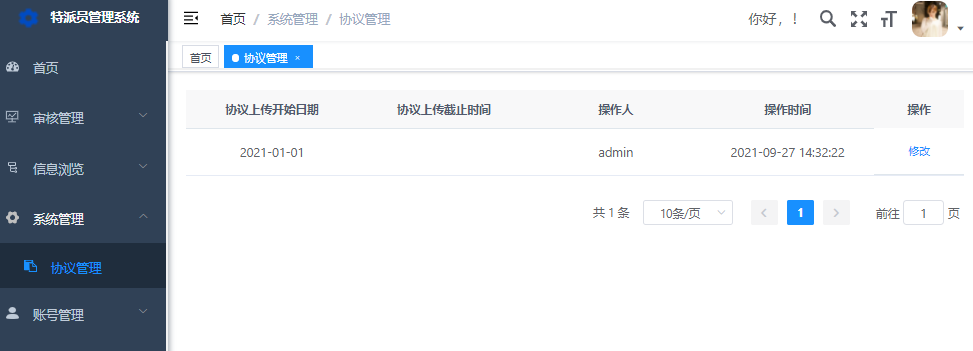 特派员管理系统
首页
审核管理
信息浏览
系统管理
协议管理
账号管理
首页 / 系统管理 / 协议管理
你好，！
首页
协议管理 ×
协议上传开始日期 协议上传截止时间 操作人 操作时间 操作
2021-01-01 admin 2021-09-27 14:32:22 修改
共 1 条 10条/页 1 前往 1 页